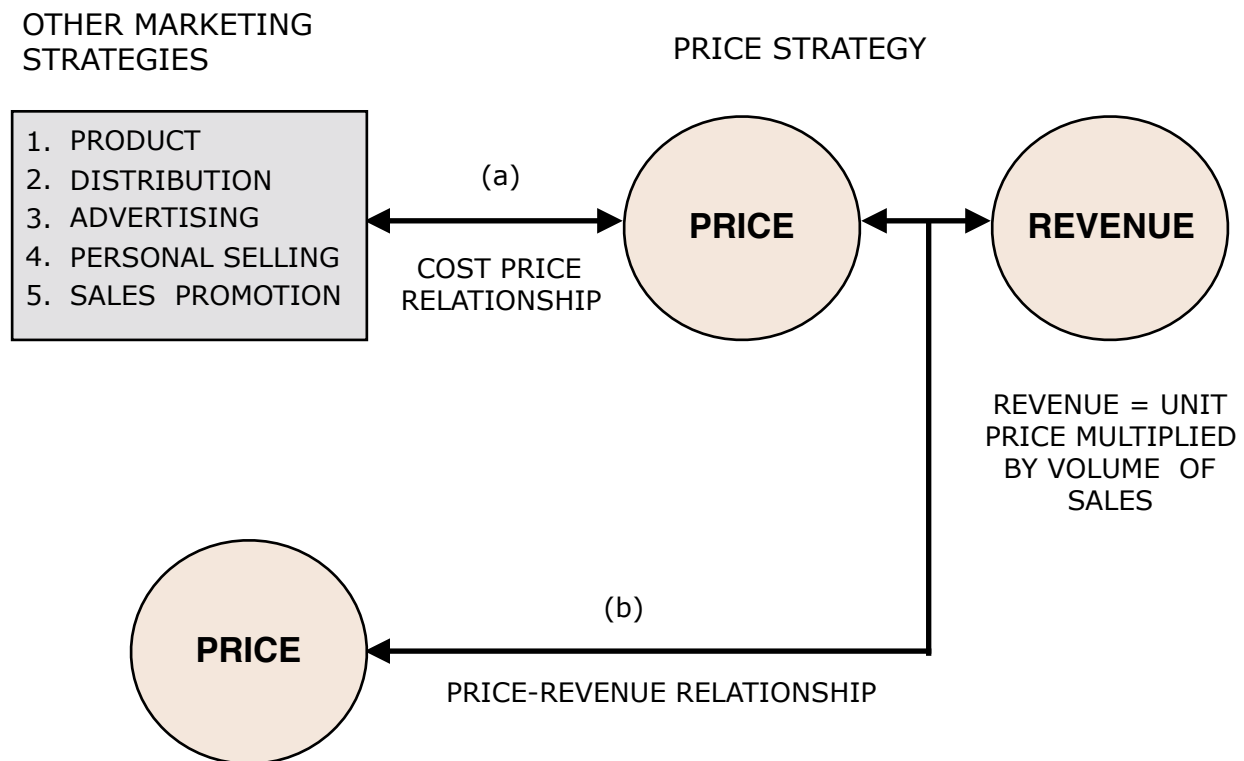 OTHER MARKETING
STRATEGIES
PRICE STRATEGY
1. PRODUCT
2. DISTRIBUTION
3. ADVERTISING
4. PERSONAL SELLING
5. SALES PROMOTION
(a)
COST PRICE
RELATIONSHIP
PRICE
REVENUE
REVENUE = UNIT
PRICE MULTIPLIED
BY VOLUME OF
SALES
PRICE
(b)
PRICE-REVENUE RELATIONSHIP